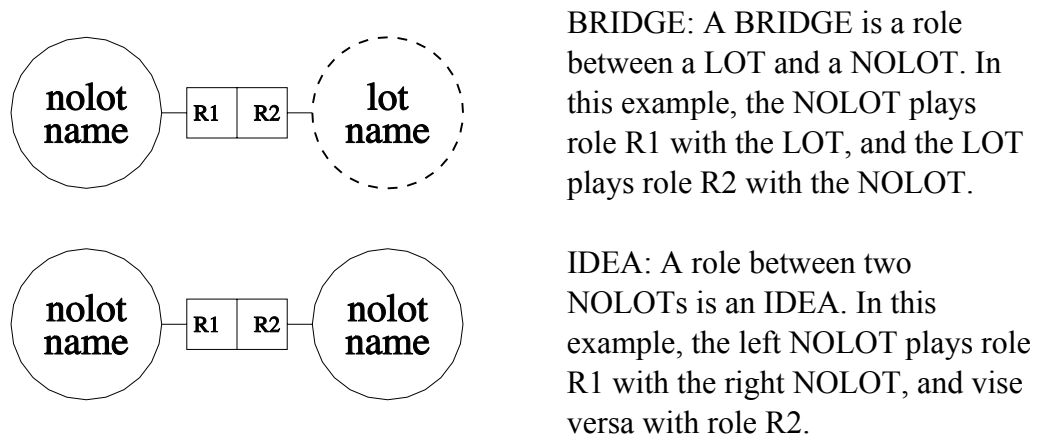 nolot
name
R1 R2
lot
name
BRIDGE: A BRIDGE is a role
between a LOT and a NOLOT. In
this example, the NOLOT plays
role R1 with the LOT, and the LOT
plays role R2 with the NOLOT.
nolot
name
R1 R2
nolot
name
IDEA: A role between two
NOLOTs is an IDEA. In this
example, the left NOLOT plays role
R1 with the right NOLOT, and vise
versa with role R2.